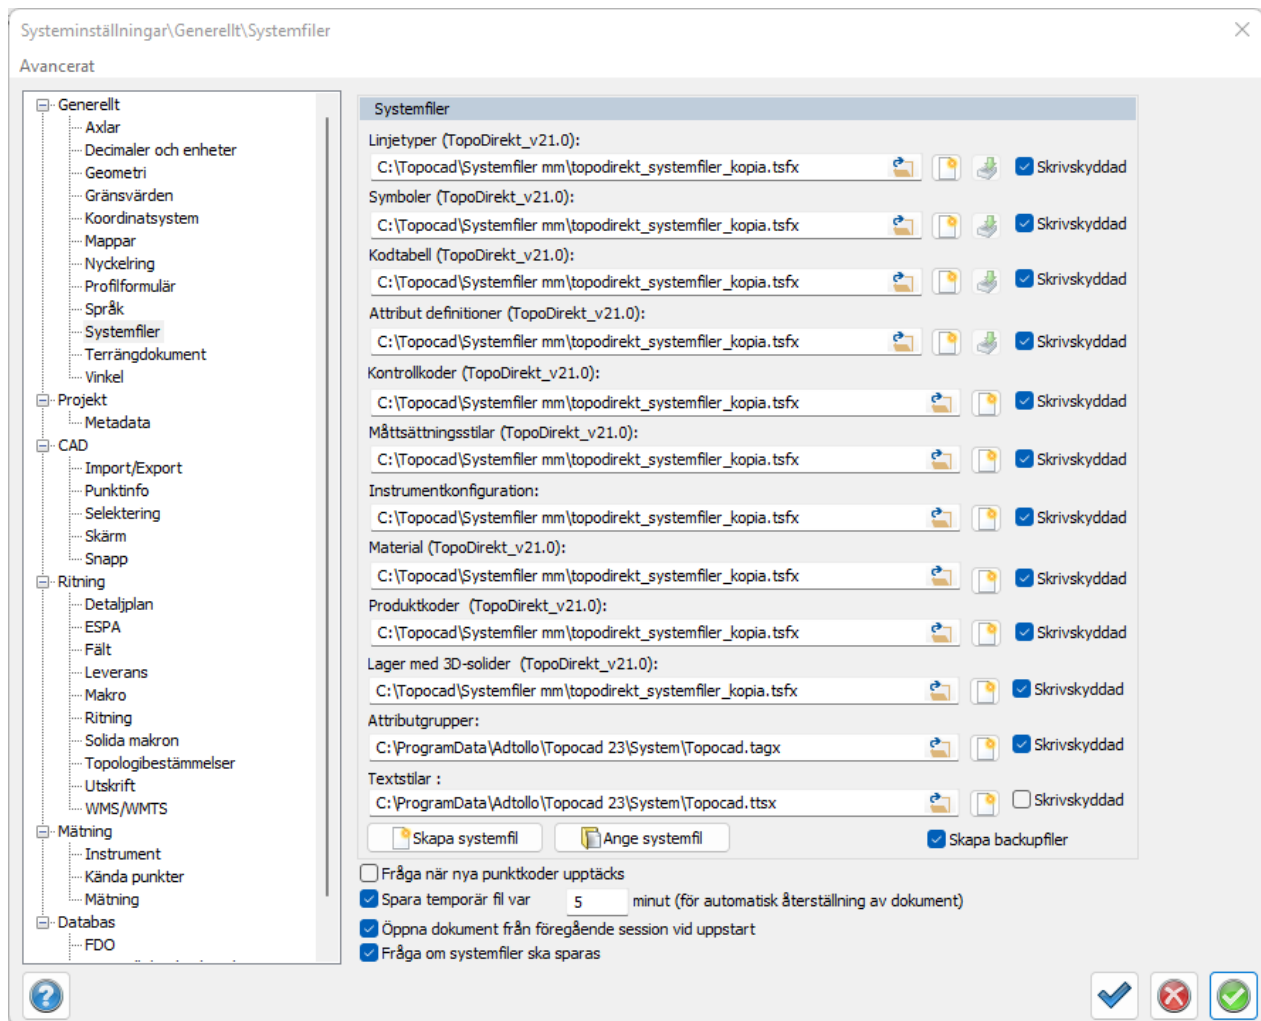 Systeminställningar\Generellt\Systemfiler
Avancerat
Generellt
Axlar
Decimaler och enheter
Geometri
Gränsvärden
Koordinatsystem
Mappar
Nyckelring
Profilformulär
Språk
Systemfiler
Terrängdokument
Vinkel
Projekt
Metadata
CAD
Import/Export
Punktinfo
Selektering
Skärm
Snapp
Ritning
Detaljplan
ESPA
Fält
Leverans
Makro
Ritning
Solida makron
Topologibestämmelser
Utskrift
WMS/WMTS
Mätning
Instrument
Kända punkter
Mätning
Databas
FDO
Systemfiler
Linjetyper (TopoDirekt_v21.0):
C:\Topocad\Systemfiler mm\topodirekt_systemfiler_kopia.tsfx Skrivskyddad
Symboler (TopoDirekt_v21.0):
C:\Topocad\Systemfiler mm\topodirekt_systemfiler_kopia.tsfx Skrivskyddad
Kodtabell (TopoDirekt_v21.0):
C:\Topocad\Systemfiler mm\topodirekt_systemfiler_kopia.tsfx Skrivskyddad
Attribut definitioner (TopoDirekt_v21.0):
C:\Topocad\Systemfiler mm\topodirekt_systemfiler_kopia.tsfx Skrivskyddad
Kontrollkoder (TopoDirekt_v21.0):
C:\Topocad\Systemfiler mm\topodirekt_systemfiler_kopia.tsfx Skrivskyddad
Måttsättningsstilar (TopoDirekt_v21.0):
C:\Topocad\Systemfiler mm\topodirekt_systemfiler_kopia.tsfx Skrivskyddad
Instrumentkonfiguration:
C:\Topocad\Systemfiler mm\topodirekt_systemfiler_kopia.tsfx Skrivskyddad
Material (TopoDirekt_v21.0):
C:\Topocad\Systemfiler mm\topodirekt_systemfiler_kopia.tsfx Skrivskyddad
Produktkoder (TopoDirekt_v21.0):
C:\Topocad\Systemfiler mm\topodirekt_systemfiler_kopia.tsfx Skrivskyddad
Lager med 3D-solider (TopoDirekt_v21.0):
C:\Topocad\Systemfiler mm\topodirekt_systemfiler_kopia.tsfx Skrivskyddad
Attributgrupper:
C:\ProgramData\Adtollo\Topocad 23\System\Topocad.tagx Skrivskyddad
Textstilar :
C:\ProgramData\Adtollo\Topocad 23\System\Topocad.ttsx Skrivskyddad
Skapa systemfil Ange systemfil Skapa backupfiler
Fråga när nya punktkoder upptäcks
Spara temporär fil var 5 minut (för automatisk återställning av dokument)
Öppna dokument från föregående session vid uppstart
Fråga om systemfiler ska sparas